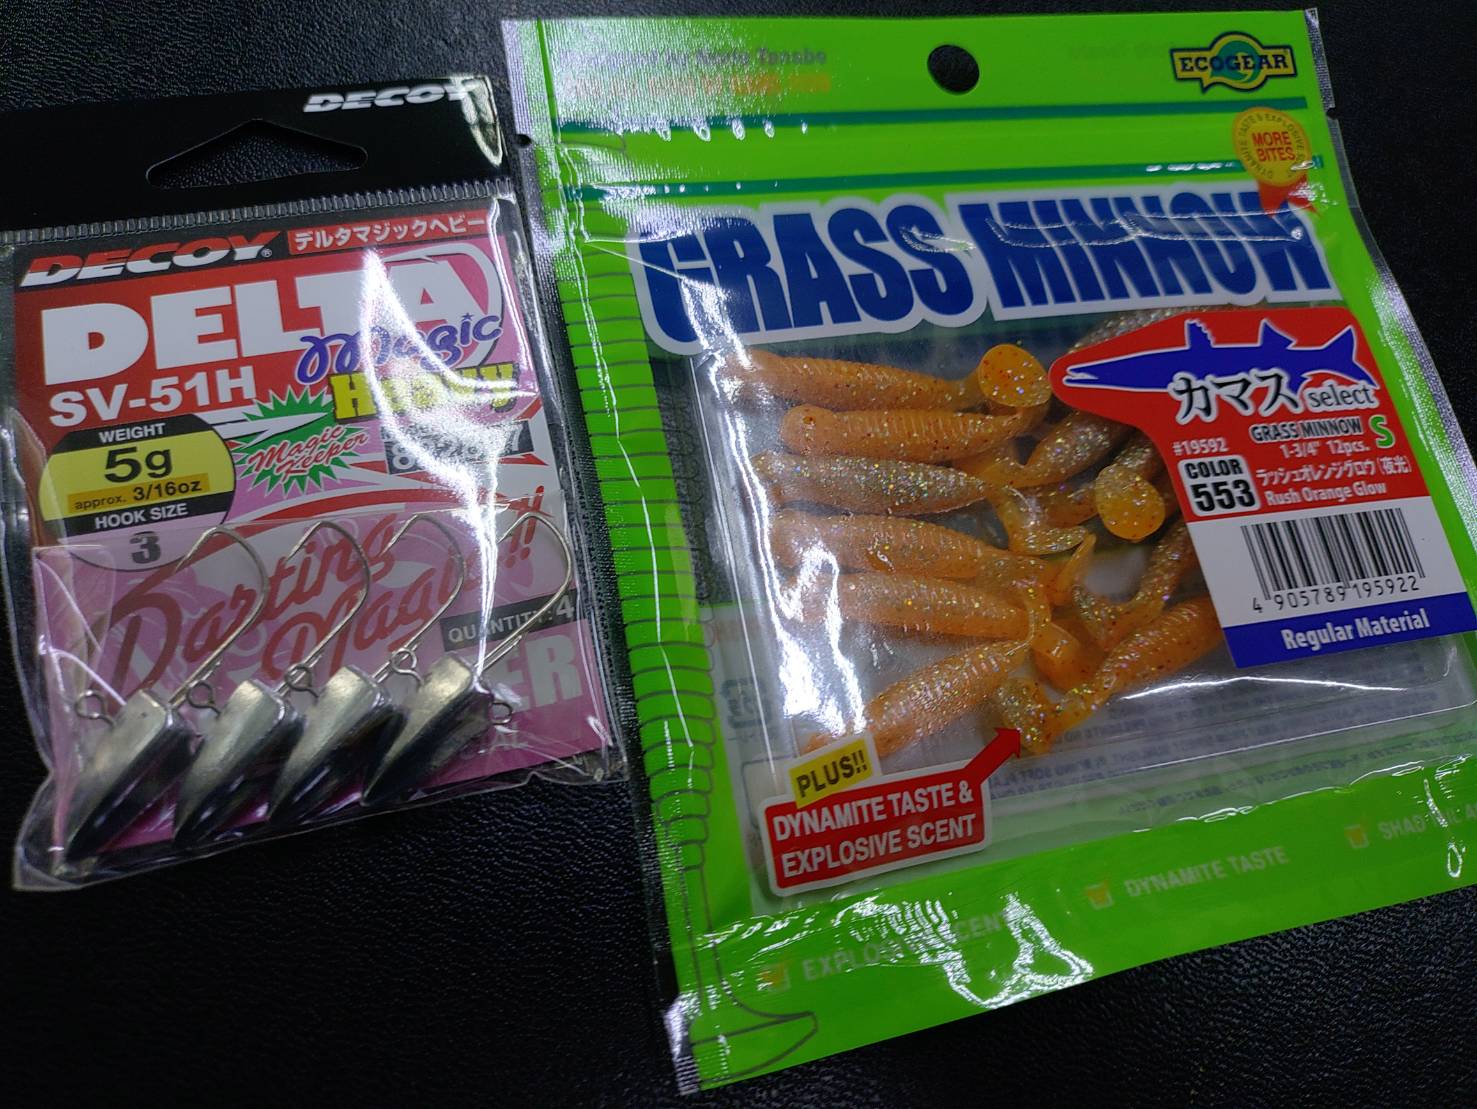 DECOY
DECOY® デルタマジックヘビー
DELTA
Magic
HEAVY
SV-51H
WEIGHT
5g
approx. 3/16oz
Magic
Keeper
HOOK SIZE
3
Darting
Magic!!
QUANTITY:4
ECOGEAR
MORE
BITES
GRASS MINNOW
カマス select
GRASS MINNOW S
#19592 1-3/4" 12pcs.
COLOR
553
ラッシュオレンジグロウ (夜光)
Rush Orange Glow
4 905789 195922
Regular Material
PLUS!!
DYNAMITE TASTE &
EXPLOSIVE SCENT
EXPLOSIVE SCENT
DYNAMITE TASTE